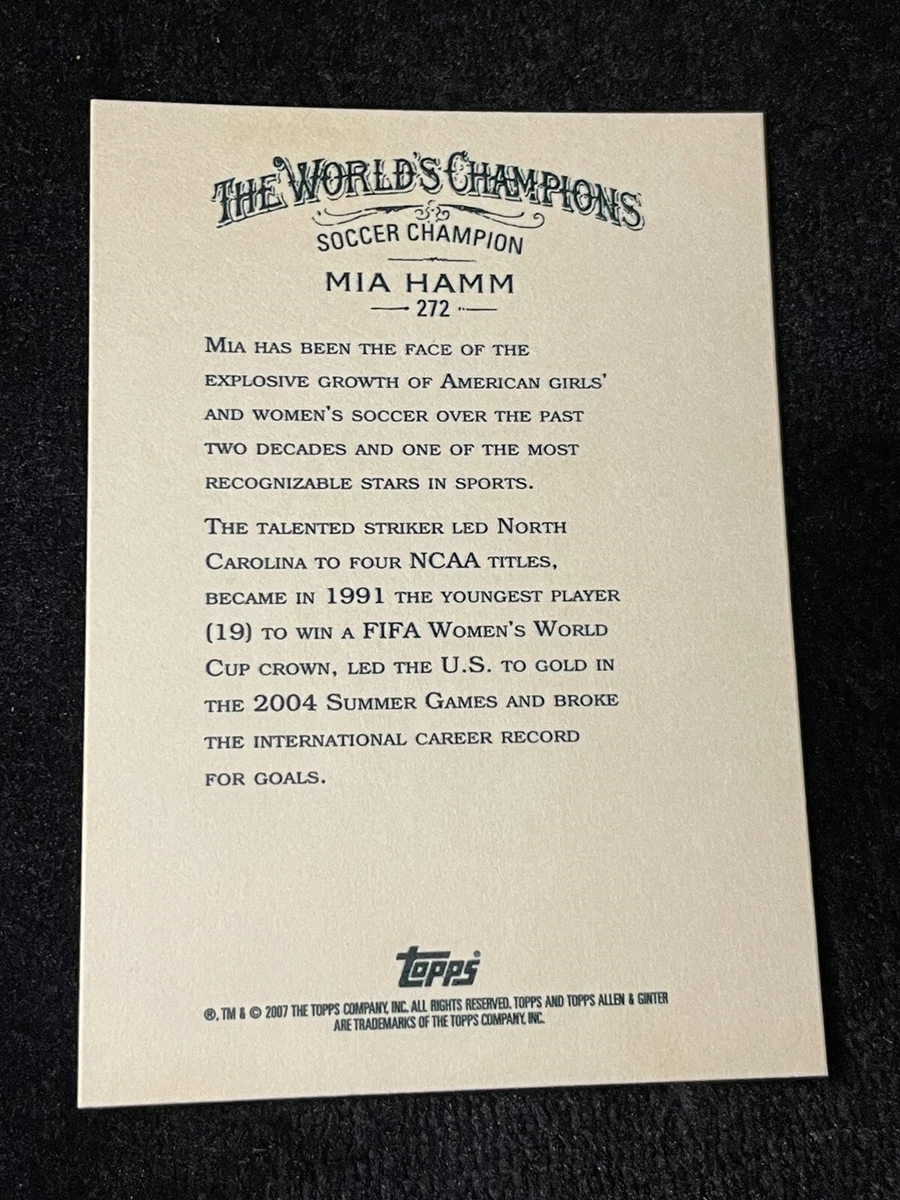 THE WORLD'S CHAMPIONS
SOCCER CHAMPION
MIA HAMM
272
MIA HAS BEEN THE FACE OF THE
EXPLOSIVE GROWTH OF AMERICAN GIRLS'
AND WOMEN'S SOCCER OVER THE PAST
TWO DECADES AND ONE OF THE MOST
RECOGNIZABLE STARS IN SPORTS.
THE TALENTED STRIKER LED NORTH
CAROLINA TO FOUR NCAA TITLES,
BECAME IN 1991 THE YOUNGEST PLAYER
(19) TO WIN A FIFA WOMEN'S WORLD
CUP CROWN, LED THE U.S. TO GOLD IN
THE 2004 SUMMER GAMES AND BROKE
THE INTERNATIONAL CAREER RECORD
FOR GOALS.
topps®
®, TM & © 2007 THE TOPPS COMPANY, INC. ALL RIGHTS RESERVED. TOPPS AND TOPPS ALLEN & GINTER
ARE TRADEMARKS OF THE TOPPS COMPANY, INC.